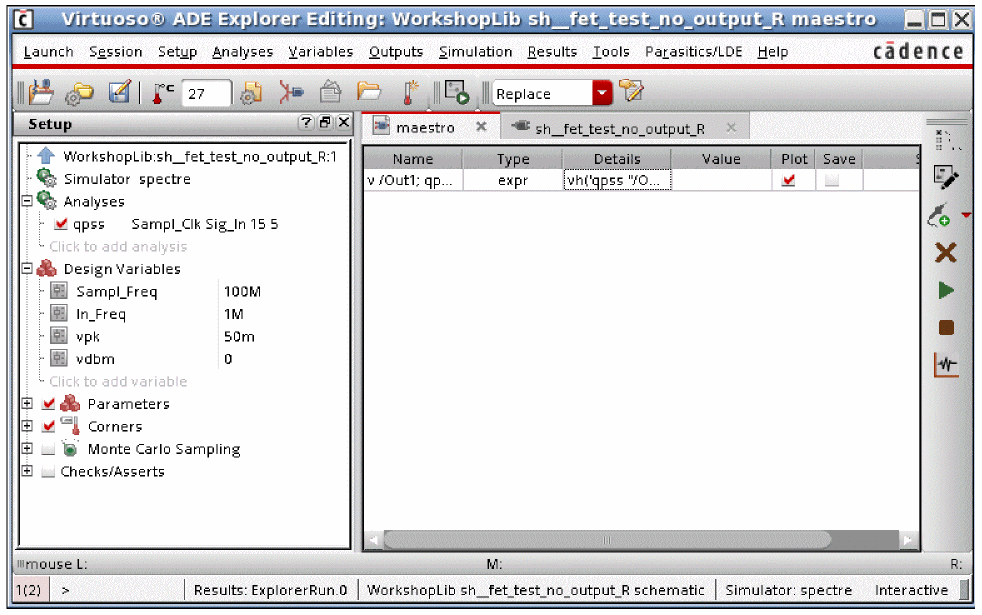 Virtuoso® ADE Explorer Editing: WorkshopLib sh__fet_test_no_output_R maestro
Launch Session Setup Analyses Variables Outputs Simulation Results Tools Parasitics/LDE Help cādence
27 Replace
Setup
maestro sh__fet_test_no_output_R
WorkshopLib:sh__fet_test_no_output_R:1
Simulator spectre
Analyses
qpss Sampl_Clk Sig_In 15 5
Click to add analysis
Design Variables
Sampl_Freq 100M
In_Freq 1M
vpk 50m
vdbm 0
Click to add variable
Parameters
Corners
Monte Carlo Sampling
Checks/Asserts
Name Type Details Value Plot Save
v /Out1; qp... expr vh('qpss "/O...
mouse L: M: R:
1(2) > Results: ExplorerRun.0 WorkshopLib sh__fet_test_no_output_R schematic Simulator: spectre Interactive